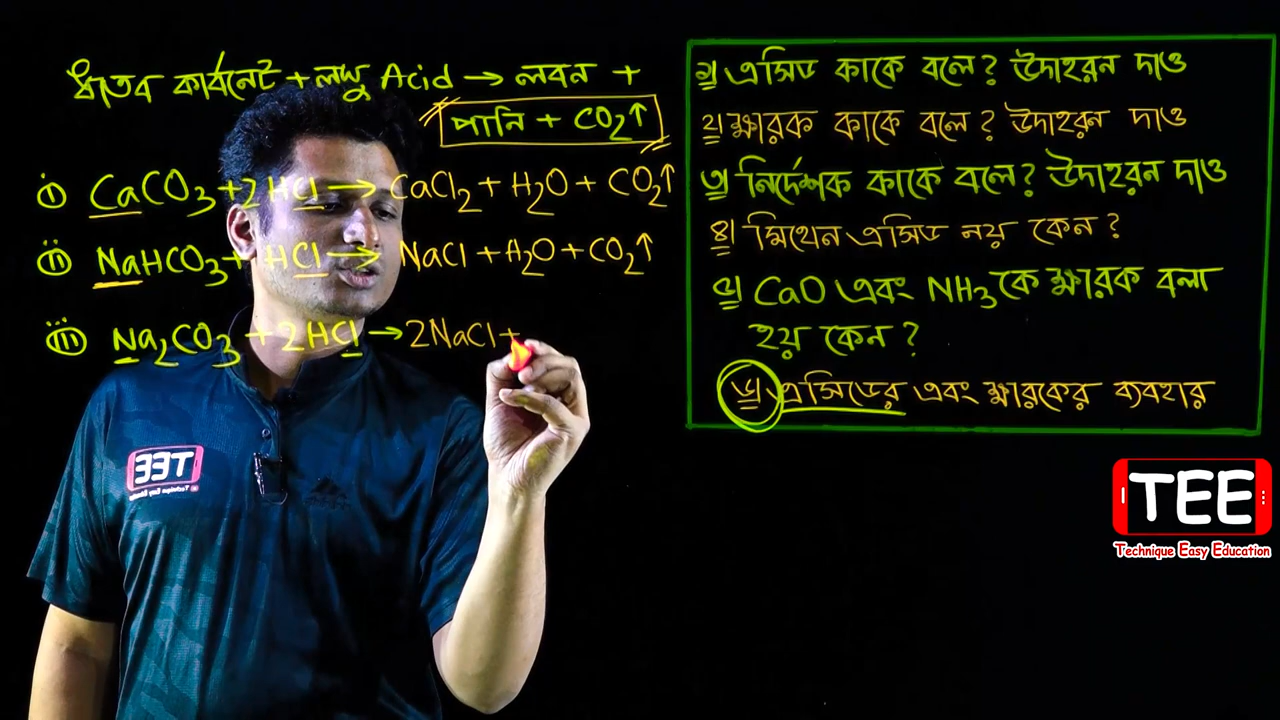 ধাতব কার্বনেট + লঘু Acid → লবন +
পানি + CO2↑
i) CaCO3 + 2HCl → CaCl2 + H2O + CO2↑
ii) NaHCO3 + HCl → NaCl + H2O + CO2↑
iii) Na2CO3 + 2HCl → 2NaCl +
১। এসিড কাকে বলে? উদাহরন দাও
২। ক্ষারক কাকে বলে? উদাহরন দাও
৩। নির্দেশক কাকে বলে? উদাহরন দাও
৪। মিথেন এসিড নয় কেন?
৫। CaO এবং NH3 কে ক্ষারক বলা
হয় কেন?
৬। এসিডের এবং ক্ষারকের ব্যবহার
TEE
TEE
Technique Easy Education